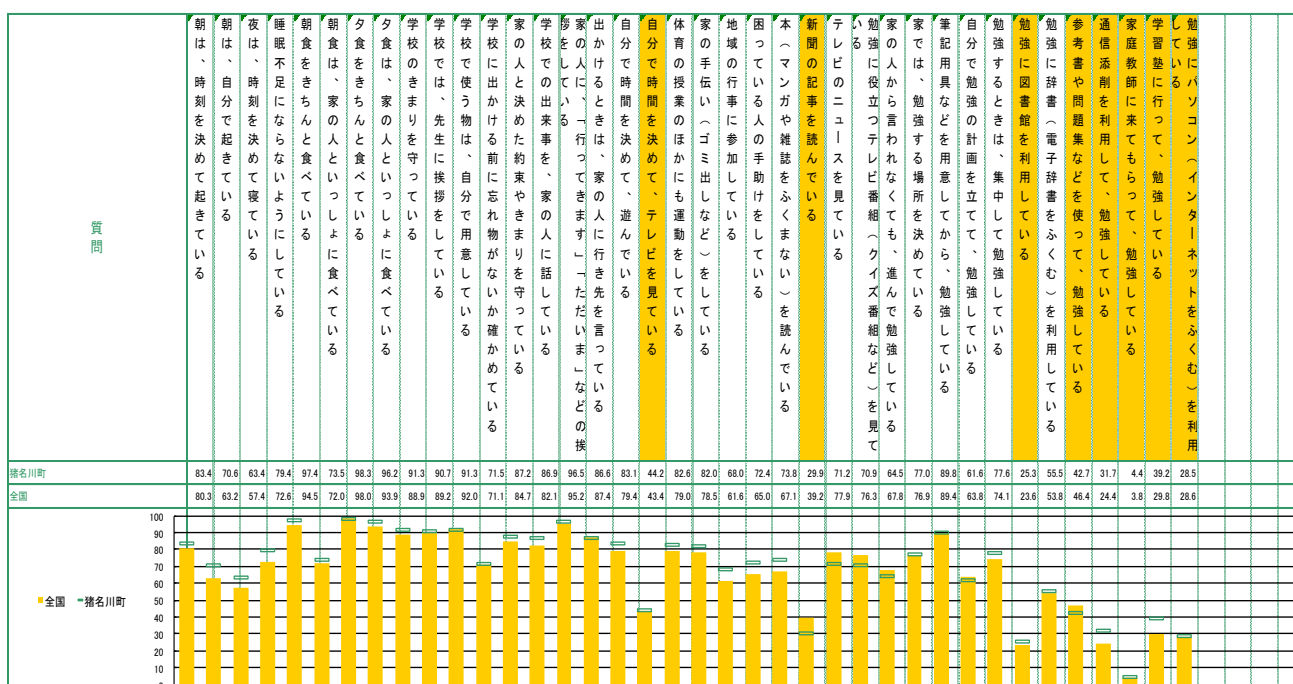 質問
朝は、時刻を決めて起きている
朝は、自分で起きている
夜は、時刻を決めて寝ている
睡眠不足にならないようにしている
朝食をきちんと食べている
朝食は、家の人といっしょに食べている
夕食をきちんと食べている
夕食は、家の人といっしょに食べている
学校のきまりを守っている
学校では、先生に挨拶をしている
学校で使う物は、自分で用意している
学校に出かける前に忘れ物がないか確かめている
家の人と決めた約束やきまりを守っている
学校での出来事を、家の人に話している
家の人に、「行ってきます」「ただいま」などの挨
拶をしている
出かけるときは、家の人に行き先を言っている
自分で時間を決めて、遊んでいる
自分で時間を決めて、テレビを見ている
体育の授業のほかにも運動をしている
家の手伝い（ゴミ出しなど）をしている
地域の行事に参加している
困っている人の手助けをしている
本（マンガや雑誌をふくまない）を読んでいる
新聞の記事を読んでいる
テレビのニュースを見ている
勉強に役立つテレビ番組（クイズ番組など）を見て
いる
家の人から言われなくても、進んで勉強している
家では、勉強する場所を決めている
筆記用具などを用意してから、勉強している
自分で勉強の計画を立てて、勉強している
勉強するときは、集中して勉強している
勉強に図書館を利用している
勉強に辞書（電子辞書をふくむ）を利用している
参考書や問題集などを使って、勉強している
通信添削を利用して、勉強している
家庭教師に来てもらって、勉強している
学習塾に行って、勉強している
勉強にパソコン（インターネットをふくむ）を利用
している
猪名川町 83.4 70.6 63.4 79.4 97.4 73.5 98.3 96.2 91.3 90.7 91.3 71.5 87.2 86.9 96.5 86.6 83.1 44.2 82.6 82.0 68.0 72.4 73.8 29.9 71.2 70.9 64.5 77.0 89.8 61.6 77.6 25.3 55.5 42.7 31.7 4.4 39.2 28.5
全国 80.3 63.2 57.4 72.6 94.5 72.0 98.0 93.9 88.9 89.2 92.0 71.1 84.7 82.1 95.2 87.4 79.4 43.4 79.0 78.5 61.6 65.0 67.1 39.2 77.9 76.3 67.8 76.9 89.4 63.8 74.1 23.6 53.8 46.4 24.4 3.8 29.8 28.6
100
90
80
70
60
50
40
30
20
10
全国 猪名川町